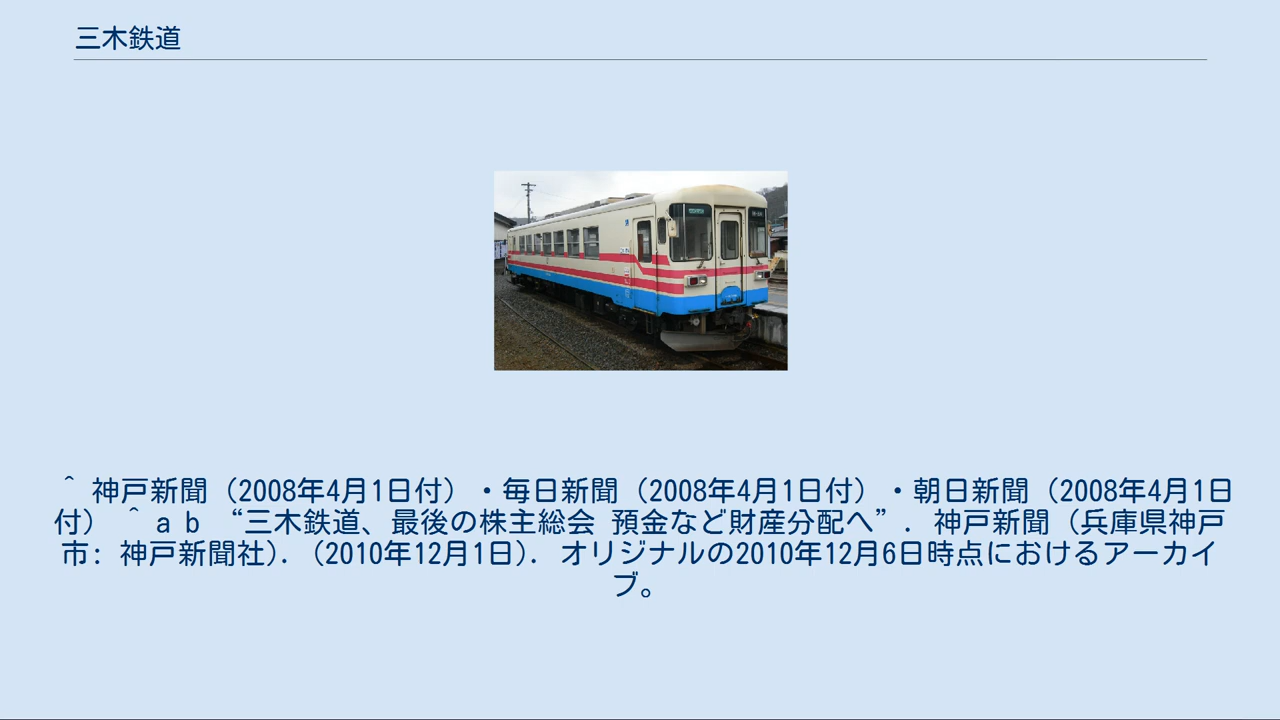 三木鉄道
＾ 神戸新聞（2008年4月1日付）・毎日新聞（2008年4月1日付）・朝日新聞（2008年4月1日
付） ＾ a b “三木鉄道、最後の株主総会 預金など財産分配へ”. 神戸新聞（兵庫県神戸
市: 神戸新聞社). （2010年12月1日). オリジナルの2010年12月6日時点におけるアーカイ
ブ。